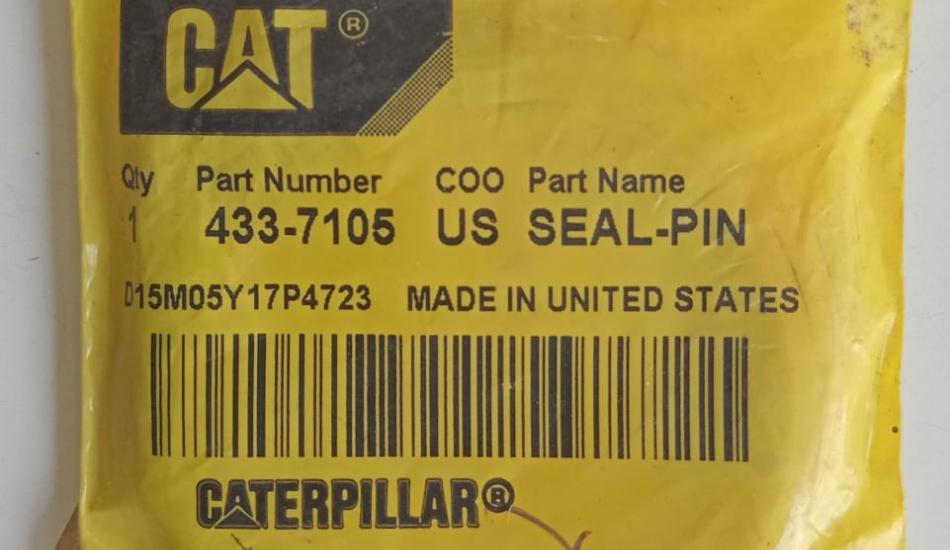 CAT®
Qty Part Number COO Part Name
1 433-7105 US SEAL-PIN
D15M05Y17P4723 MADE IN UNITED STATES
CATERPILLAR®